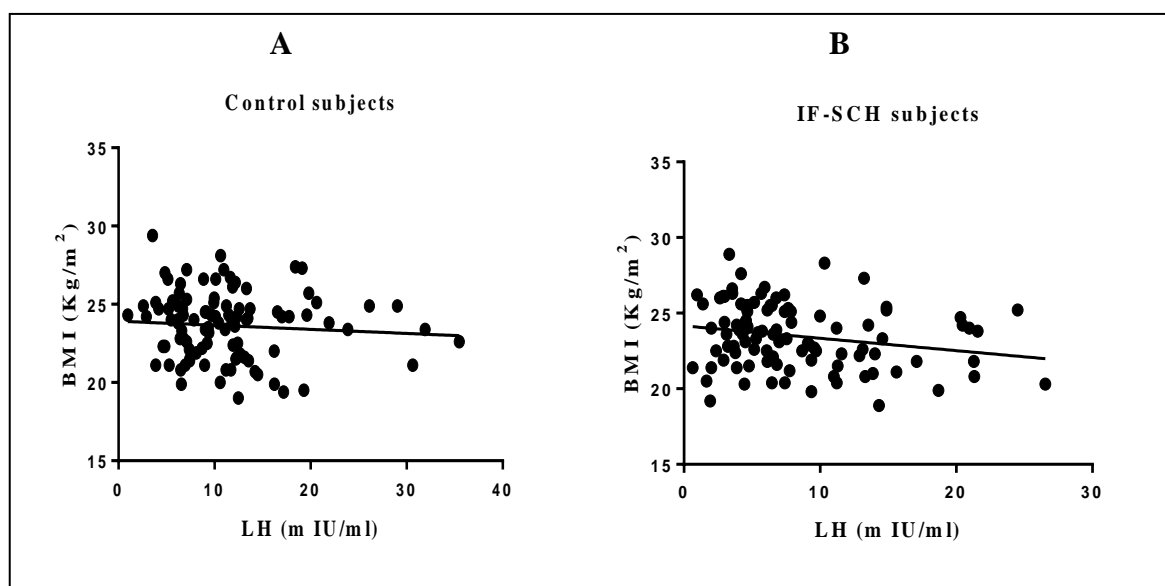 A
Control subjects
35
30
25
20
15
BMI (Kg/m²)
0 10 20 30 40
LH (m IU/ml)
B
IF-SCH subjects
35
30
25
20
15
BMI (Kg/m²)
0 10 20 30
LH (m IU/ml)